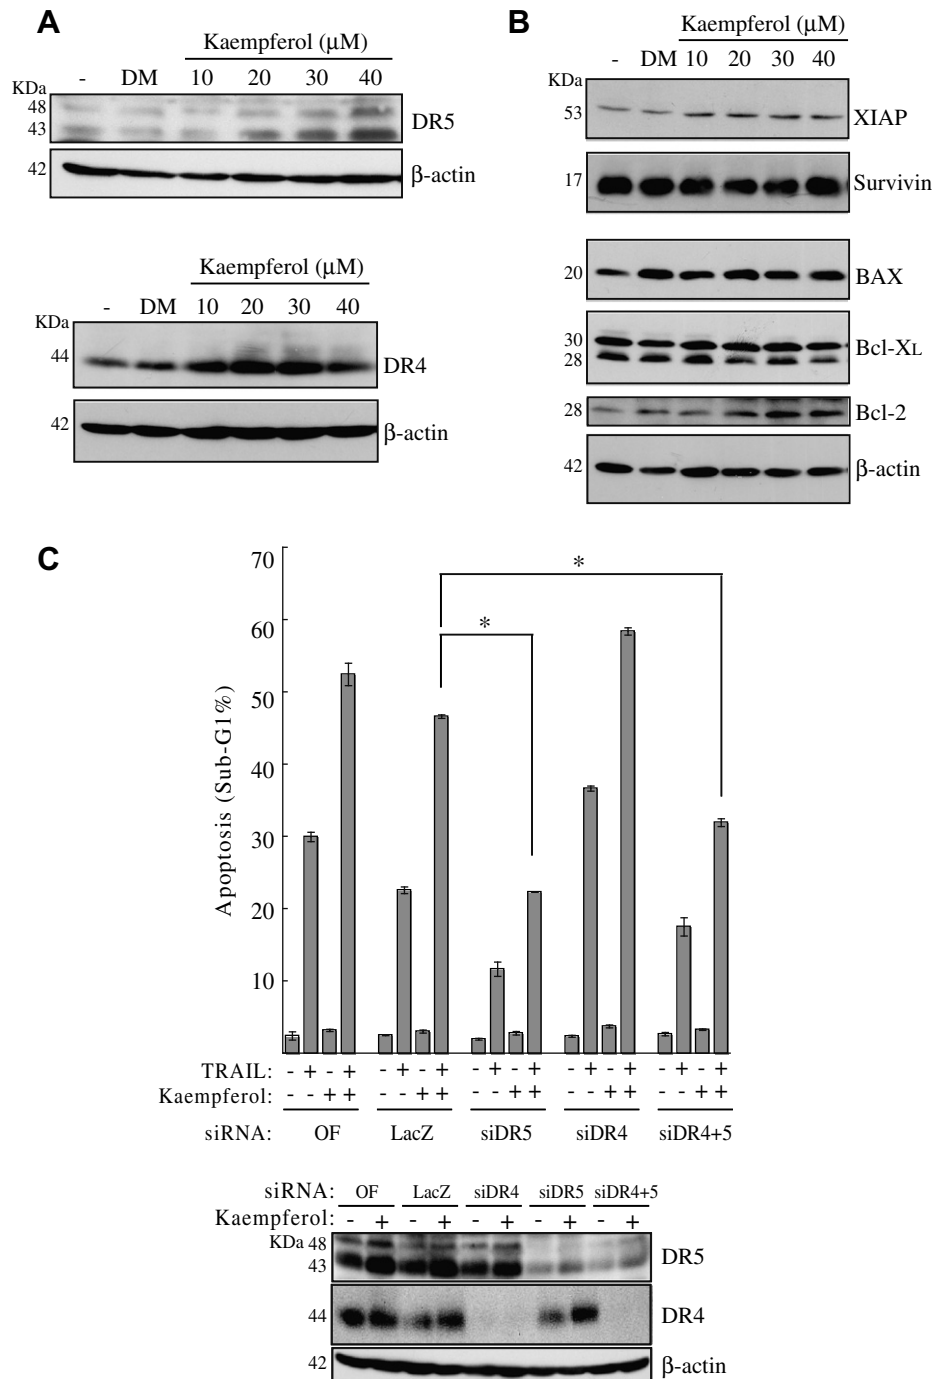 A
Kaempferol (μM)
- DM 10 20 30 40
KDa
48
43
DR5
42
β-actin
Kaempferol (μM)
- DM 10 20 30 40
KDa
44
DR4
42
β-actin
B
Kaempferol (μM)
- DM 10 20 30 40
KDa
53
XIAP
17
Survivin
20
BAX
30
28
Bcl-XL
28
Bcl-2
42
β-actin
C
Apoptosis (Sub-G1%)
70
60
50
40
30
20
10
*
*
TRAIL: - + - + - + - + - + - + - + - + - + - +
Kaempferol: - - + + - - + + - - + + - - + + - - + +
siRNA: OF LacZ siDR5 siDR4 siDR4+5
siRNA: OF LacZ siDR4 siDR5 siDR4+5
Kaempferol: - + - + - + - + - +
KDa 48
43
DR5
44
DR4
42
β-actin